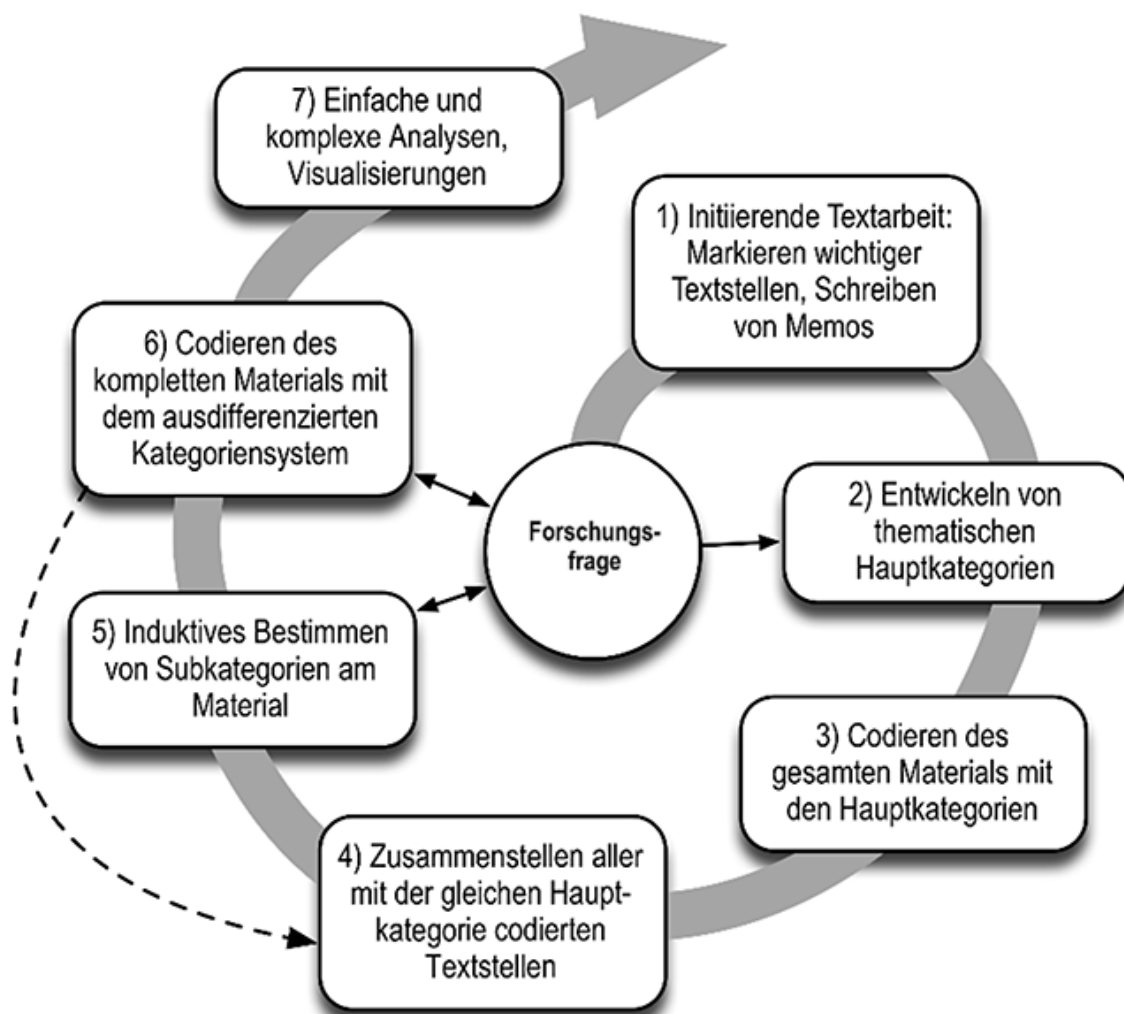 7) Einfache und
komplexe Analysen,
Visualisierungen
1) Initiierende Textarbeit:
Markieren wichtiger
Textstellen, Schreiben
von Memos
6) Codieren des
kompletten Materials mit
dem ausdifferenzierten
Kategoriensystem
Forschungs-
frage
2) Entwickeln von
thematischen
Hauptkategorien
5) Induktives Bestimmen
von Subkategorien am
Material
3) Codieren des
gesamten Materials mit
den Hauptkategorien
4) Zusammenstellen aller
mit der gleichen Haupt-
kategorie codierten
Textstellen